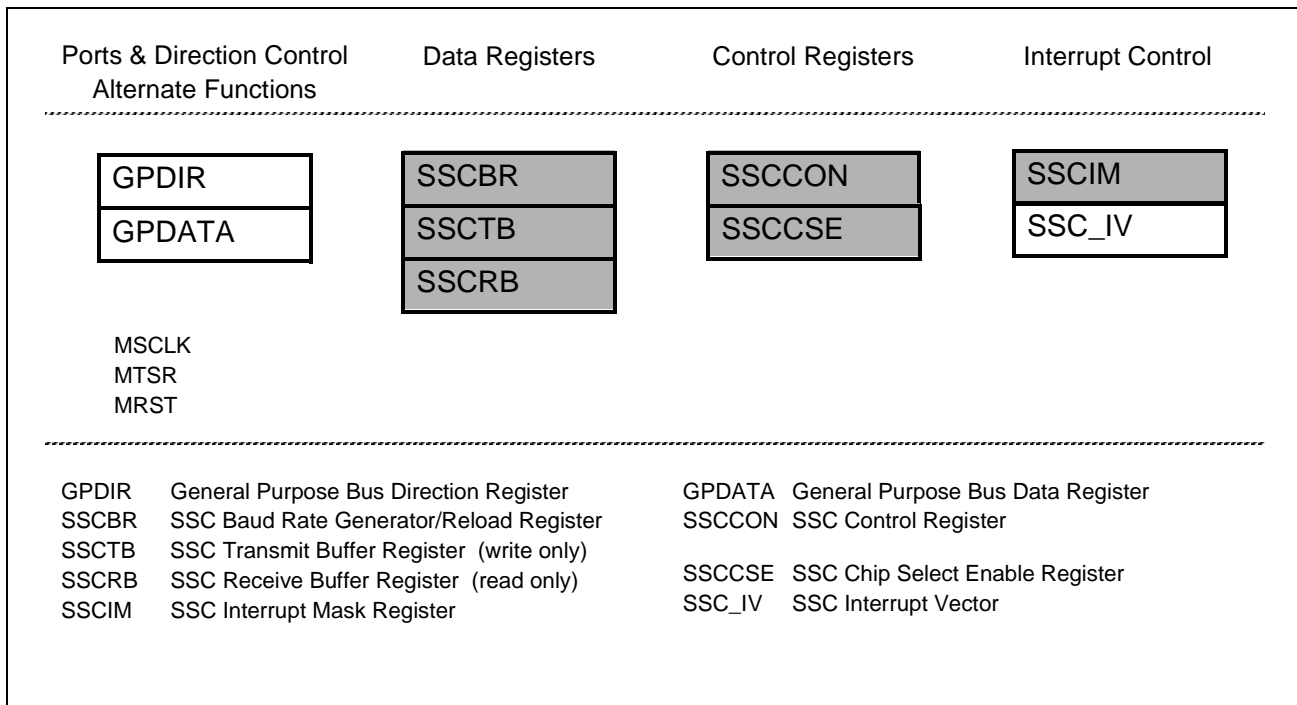 Ports & Direction Control Alternate Functions
Data Registers
Control Registers
Interrupt Control
GPDIR
GPDATA
SSCBR
SSCTB
SSCRB
SSCCON
SSCCSE
SSCIM
SSC_IV
MSCLK
MTSR
MRST
GPDIR General Purpose Bus Direction Register
SSCBR SSC Baud Rate Generator/Reload Register
SSCTB SSC Transmit Buffer Register (write only)
SSCRB SSC Receive Buffer Register (read only)
SSCIM SSC Interrupt Mask Register
GPDATA General Purpose Bus Data Register
SSCCON SSC Control Register
SSCCSE SSC Chip Select Enable Register
SSC_IV SSC Interrupt Vector